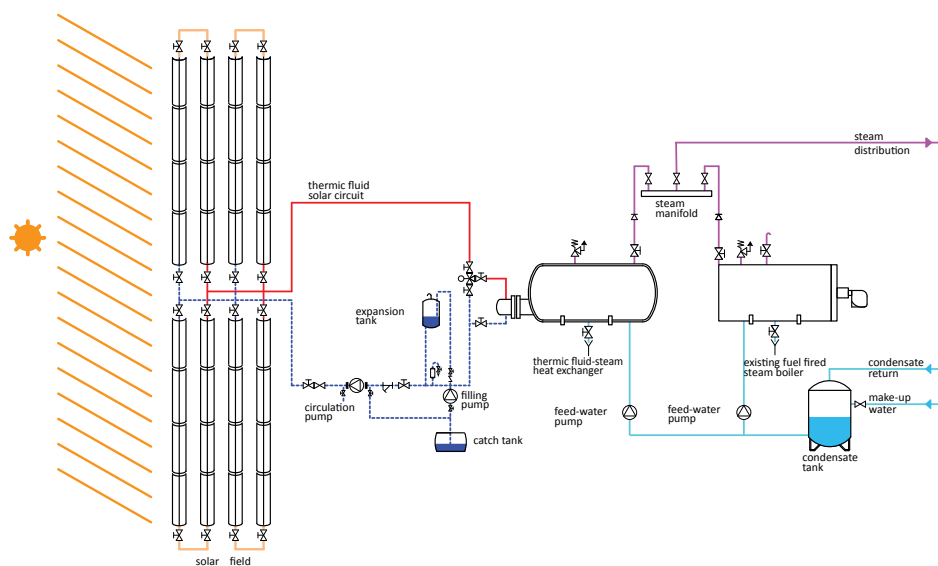 steam
distribution
thermic fluid
solar circuit
steam
manifold
expansion
tank
thermic fluid-steam
heat exchanger
existing fuel fired
steam boiler
condensate
return
make-up
water
circulation
pump
filling
pump
feed-water
pump
feed-water
pump
catch tank
condensate
tank
solar field